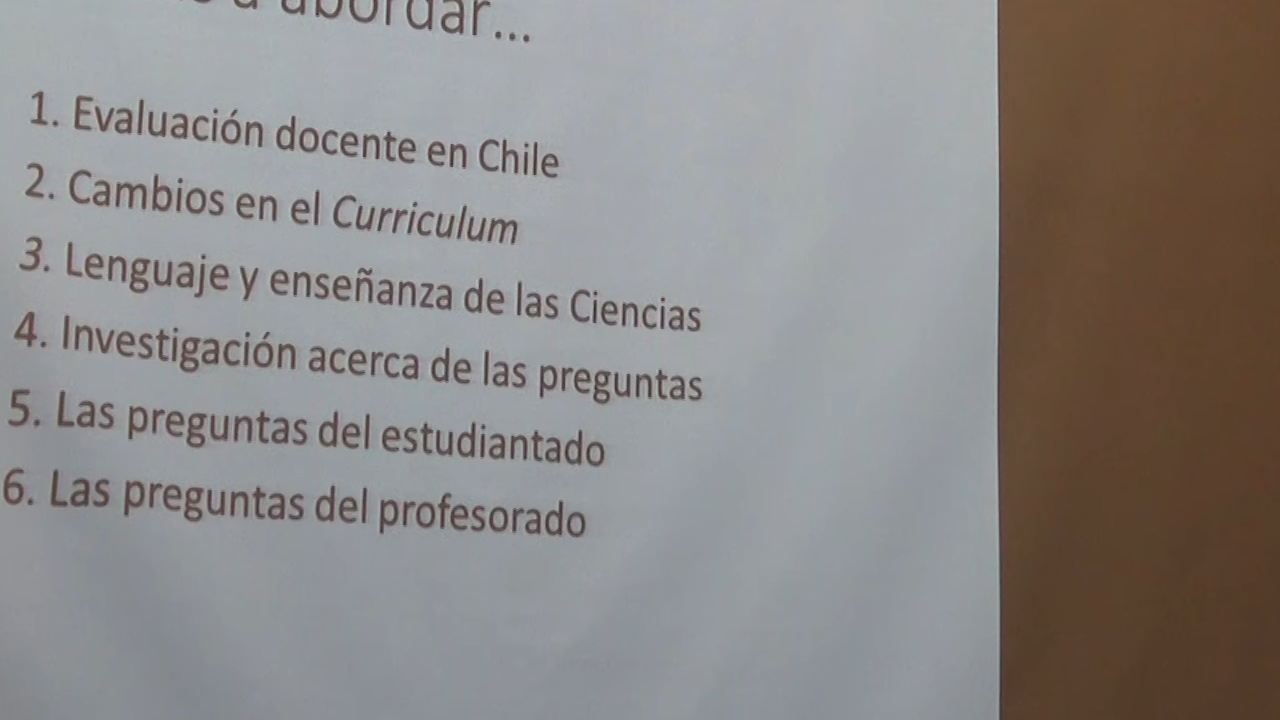 a abordar...
1. Evaluación docente en Chile
2. Cambios en el Curriculum
3. Lenguaje y enseñanza de las Ciencias
4. Investigación acerca de las preguntas
5. Las preguntas del estudiantado
6. Las preguntas del profesorado